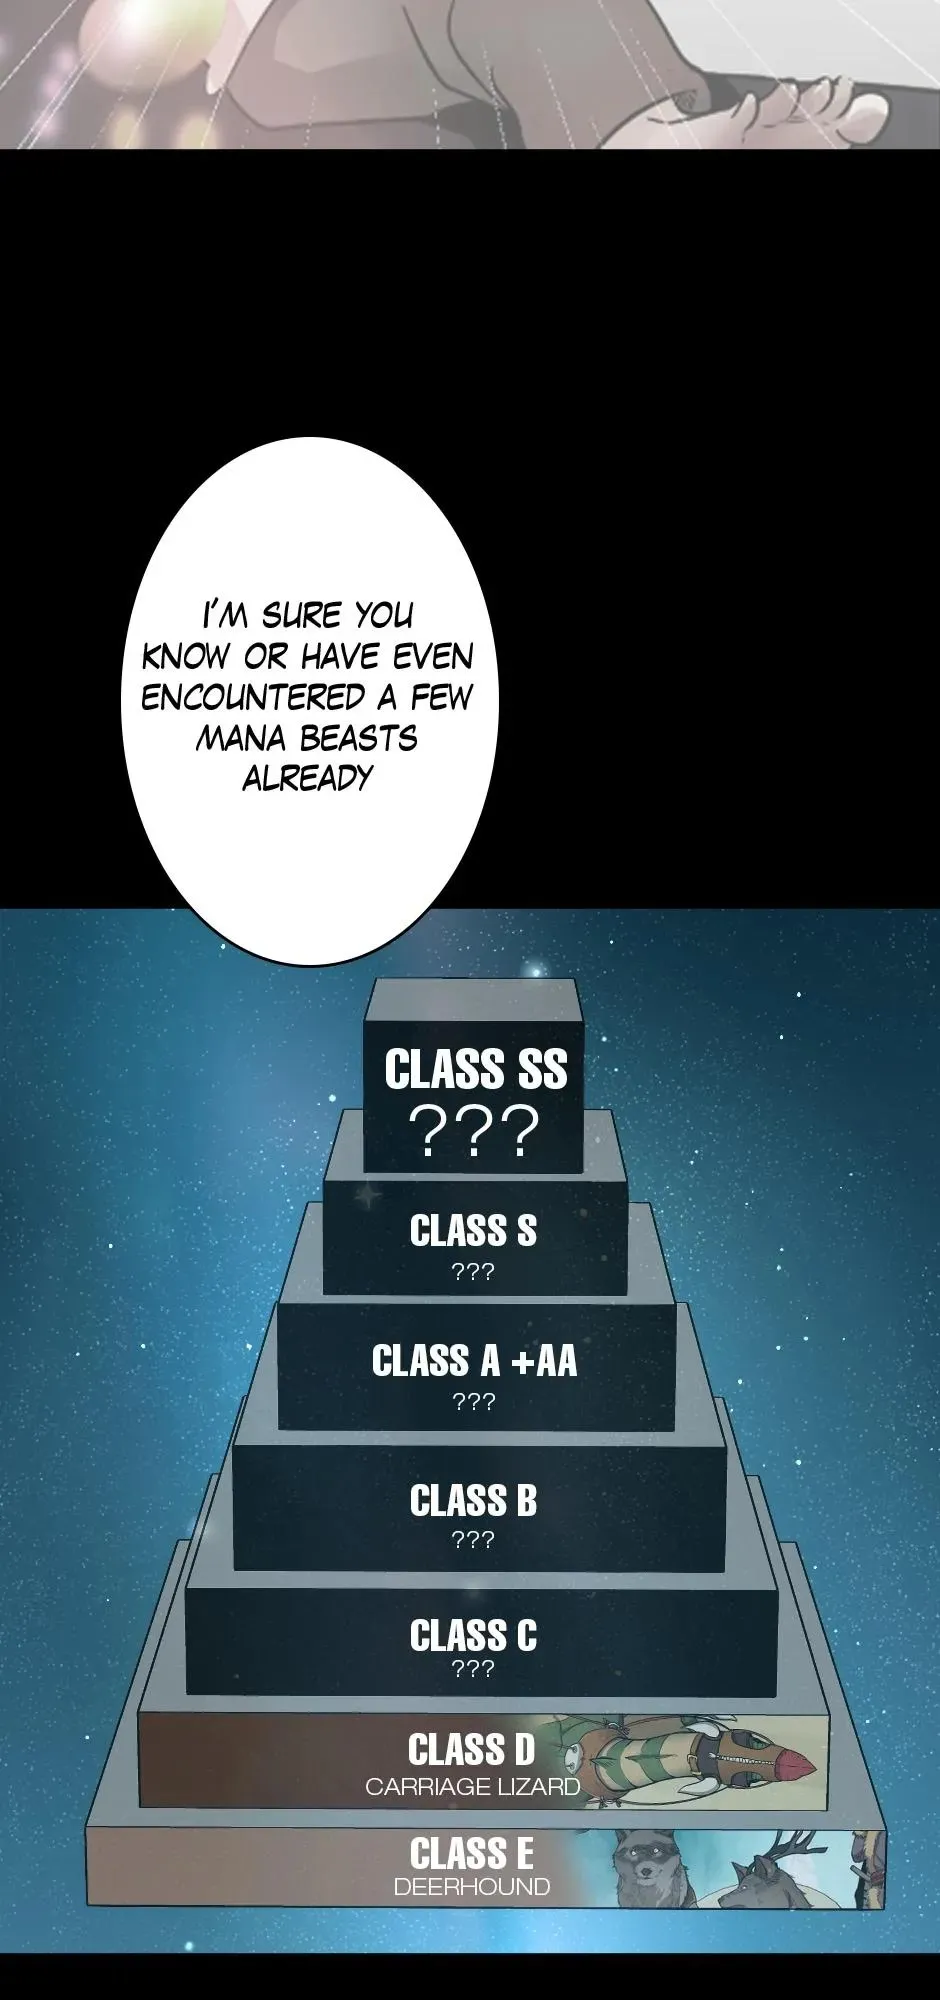 I'M SURE YOU
KNOW OR HAVE EVEN
ENCOUNTERED A FEW
MANA BEASTS
ALREADY
CLASS SS
???
CLASS S
???
CLASS A +AA
???
CLASS B
???
CLASS C
???
CLASS D
CARRIAGE LIZARD
CLASS E
DEERHOUND